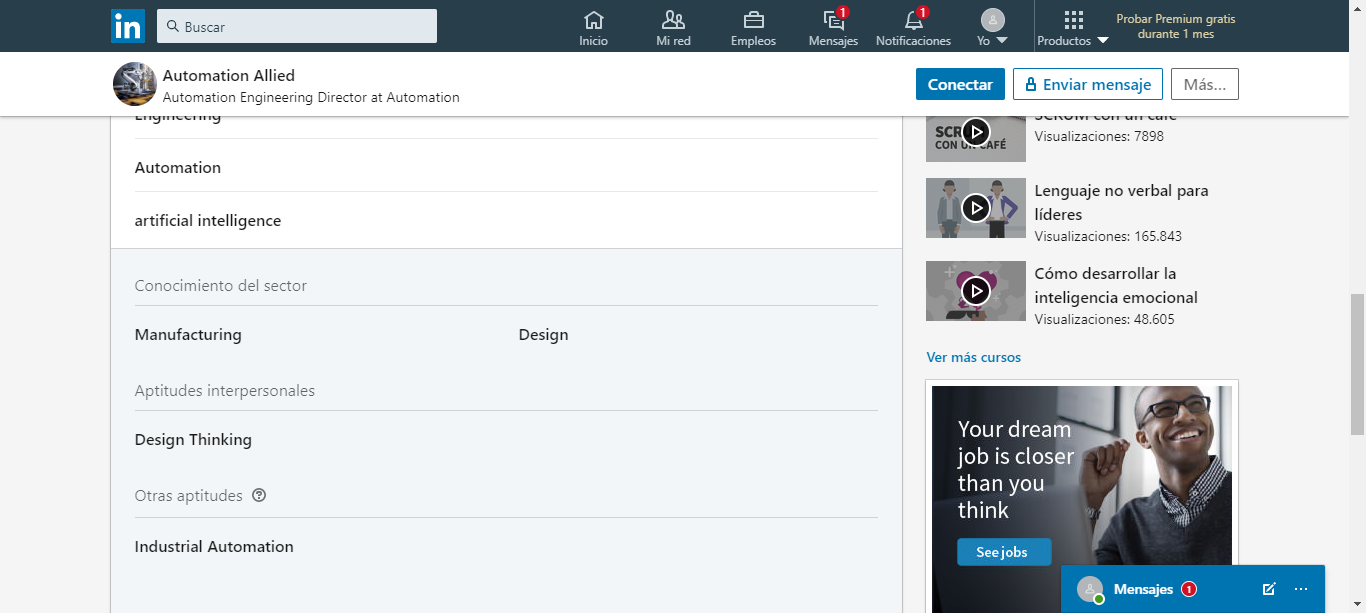 in
Buscar
Inicio
Mi red
Empleos
1
Mensajes
1
Notificaciones
Yo
Productos
Probar Premium gratis
durante 1 mes
Automation Allied
Automation Engineering Director at Automation
Conectar
Enviar mensaje
Más...
Engineering
Automation
artificial intelligence
Conocimiento del sector
Manufacturing
Design
Aptitudes interpersonales
Design Thinking
Otras aptitudes
Industrial Automation
SCRUM con un café
CON UN CAFÉ
Visualizaciones: 7898
Lenguaje no verbal para
líderes
Visualizaciones: 165.843
Cómo desarrollar la
inteligencia emocional
Visualizaciones: 48.605
Ver más cursos
Your dream
job is closer
than you
think
See jobs
Mensajes 1